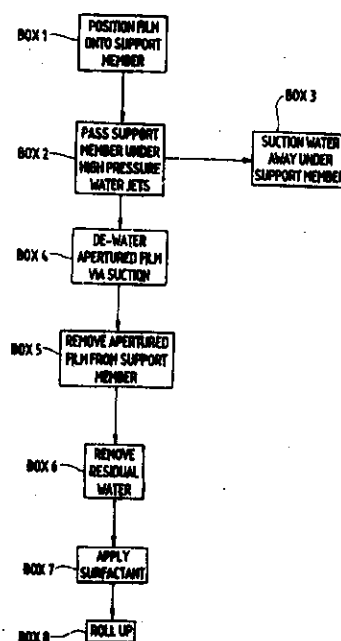 BOX 1
POSITION FILM
ONTO SUPPORT
MEMBER
BOX 2
PASS SUPPORT
MEMBER UNDER
HIGH PRESSURE
WATER JETS
BOX 3
SUCTION WATER
AWAY UNDER
SUPPORT MEMBER
BOX 4
DE-WATER
APERTURED FILM
VIA SUCTION
BOX 5
REMOVE APERTURED
FILM FROM SUPPORT
MEMBER
BOX 6
REMOVE
RESIDUAL
WATER
BOX 7
APPLY
SURFACTANT
BOX 8
ROLL UP